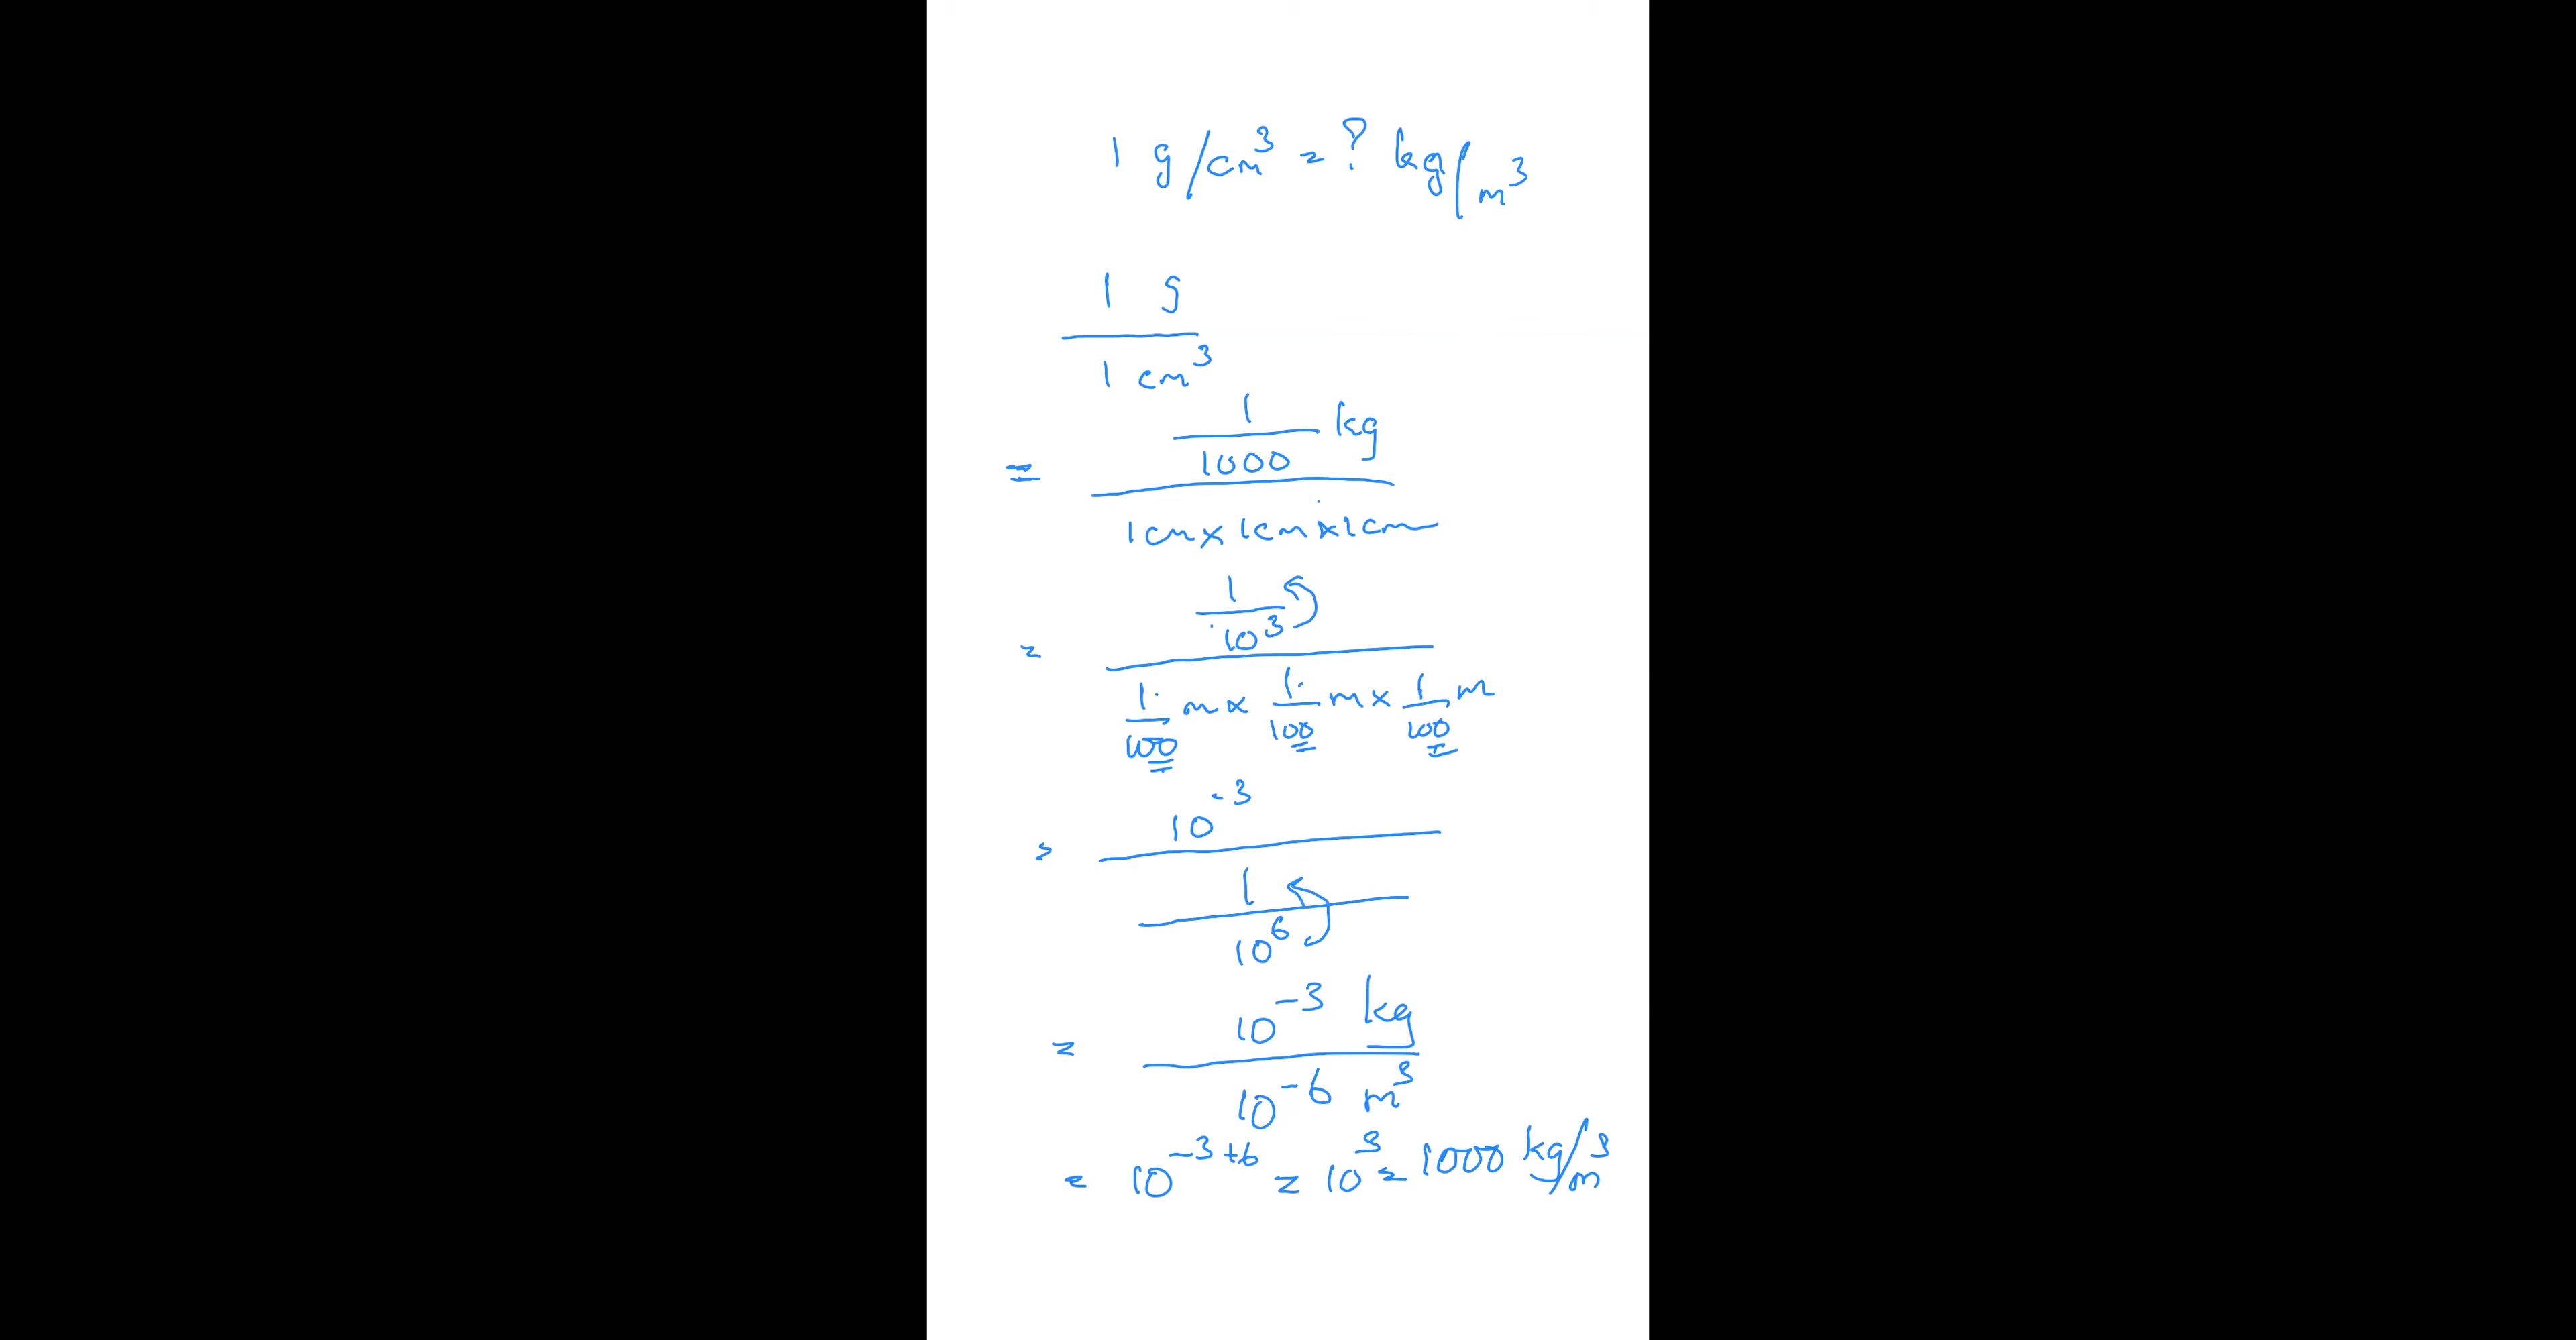 1 g/cm³ = ? kg/m³
1 g
1 cm³
1
= 1000 kg
1cm × 1cm × 1cm
1
10³
=
1/100 m × 1/100 m × 1/100 m
10⁻³
=
1
10⁶
10⁻³ kg
=
10⁻⁶ m³
= 10⁻³⁺⁶ = 10³ = 1000 kg/m³